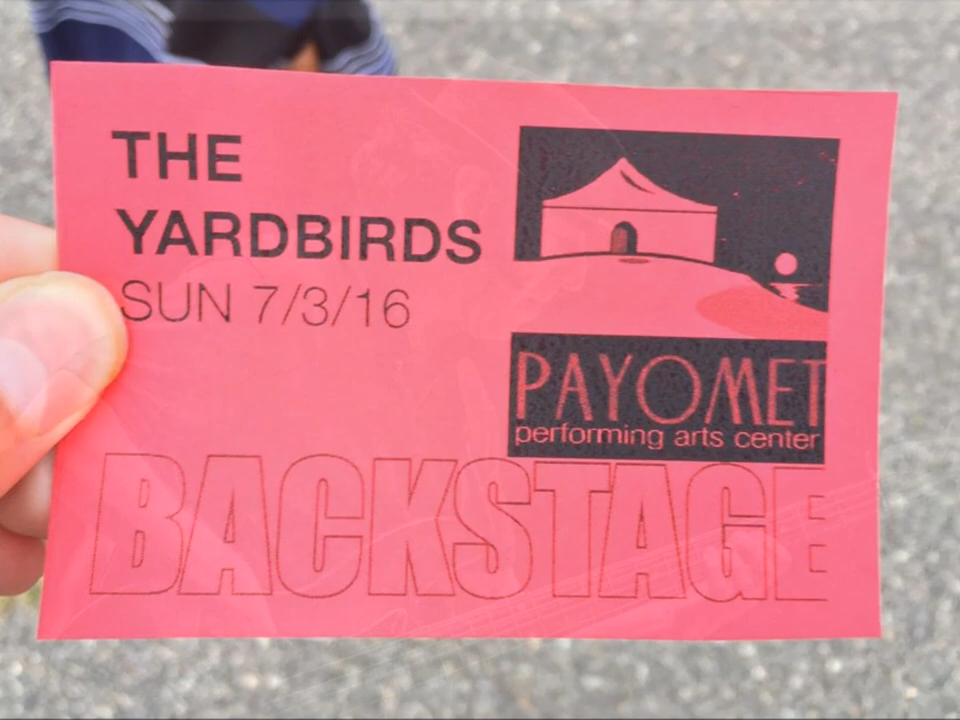 THE
YARDBIRDS
SUN 7/3/16
PAYOMET
performing arts center
BACKSTAGE